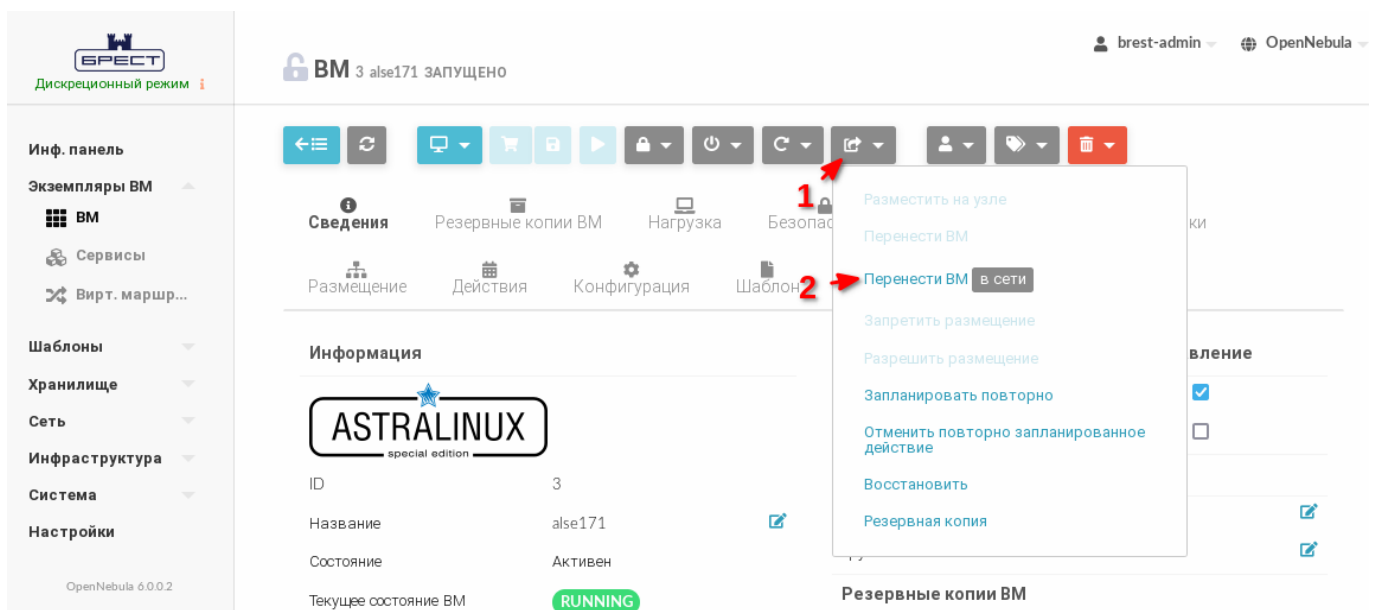 БРЕСТ
Дискреционный режим
brest-admin
OpenNebula
ВМ 3 alse171 ЗАПУЩЕНО
Инф. панель
Экземпляры ВМ
ВМ
Сервисы
Вирт. маршр...
Шаблоны
Хранилище
Сеть
Инфраструктура
Система
Настройки
OpenNebula 6.0.0.2
1
Сведения
Резервные копии ВМ
Нагрузка
Размещение
Действия
Конфигурация
Шаблон
2
Разместить на узле
Перенести ВМ
Перенести ВМ в сети
Запретить размещение
Разрешить размещение
Запланировать повторно
Отменить повторно запланированное
действие
Восстановить
Резервная копия
Информация
ASTRALINUX
special edition
ID 3
Название alse171
Состояние Активен
Текущее состояние ВМ RUNNING
Резервные копии ВМ